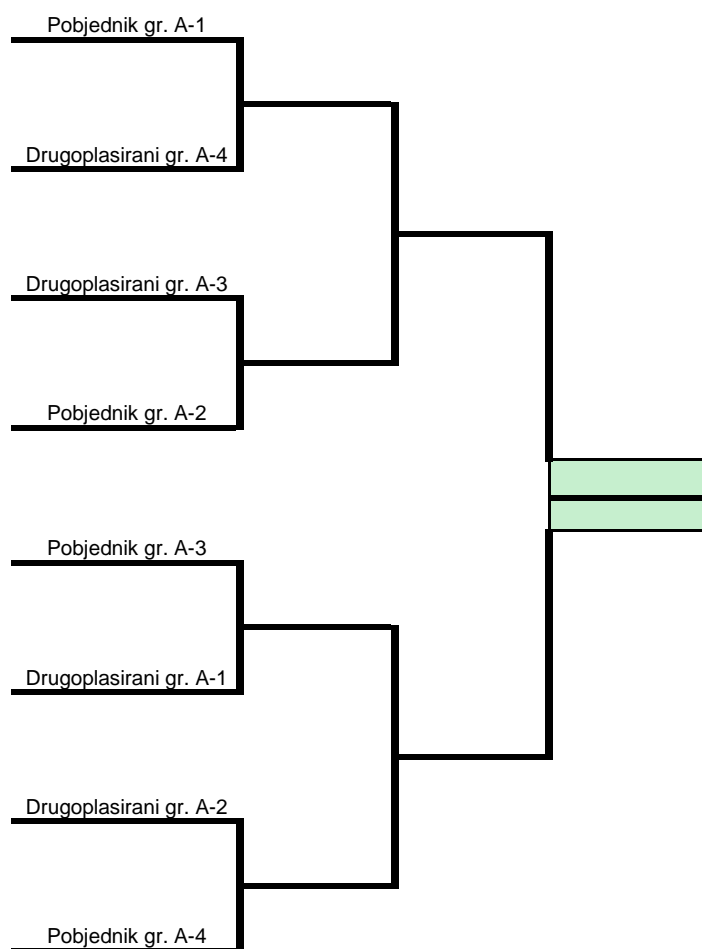 Pobjednik gr. A-1
Drugoplasirani gr. A-4
Drugoplasirani gr. A-3
Pobjednik gr. A-2
Pobjednik gr. A-3
Drugoplasirani gr. A-1
Drugoplasirani gr. A-2
Pobjednik gr. A-4